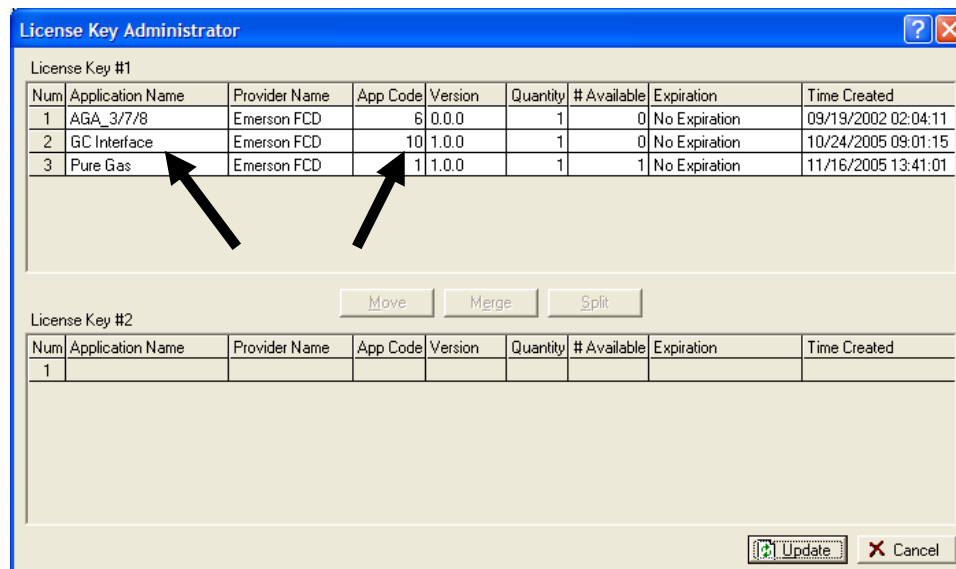 License Key Administrator
License Key #1
Num Application Name Provider Name App Code Version Quantity # Available Expiration Time Created
1 AGA_3/7/8 Emerson FCD 6 0.0.0 1 0 No Expiration 09/19/2002 02:04:11
2 GC Interface Emerson FCD 10 1.0.0 1 0 No Expiration 10/24/2005 09:01:15
3 Pure Gas Emerson FCD 1 1.0.0 1 1 No Expiration 11/16/2005 13:41:01
Move Merge Split
License Key #2
Num Application Name Provider Name App Code Version Quantity # Available Expiration Time Created
1
Update Cancel